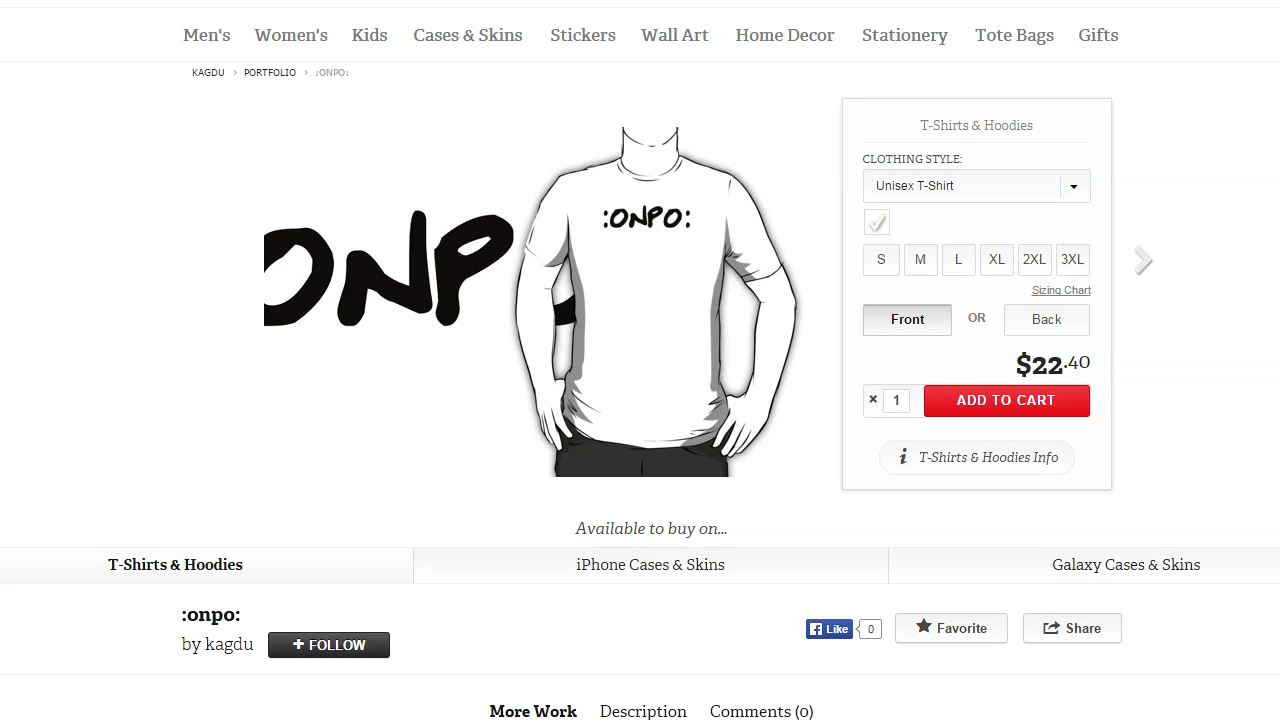 Men's Women's Kids Cases & Skins Stickers Wall Art Home Decor Stationery Tote Bags Gifts
KAGDU › PORTFOLIO › :ONPO:
T-Shirts & Hoodies
CLOTHING STYLE:
Unisex T-Shirt
S M L XL 2XL 3XL
Sizing Chart
Front OR Back
$22.40
× 1 ADD TO CART
i T-Shirts & Hoodies Info
ONP
:ONPO:
Available to buy on...
T-Shirts & Hoodies iPhone Cases & Skins Galaxy Cases & Skins
:onpo:
by kagdu + FOLLOW
Like 0 Favorite Share
More Work Description Comments (0)